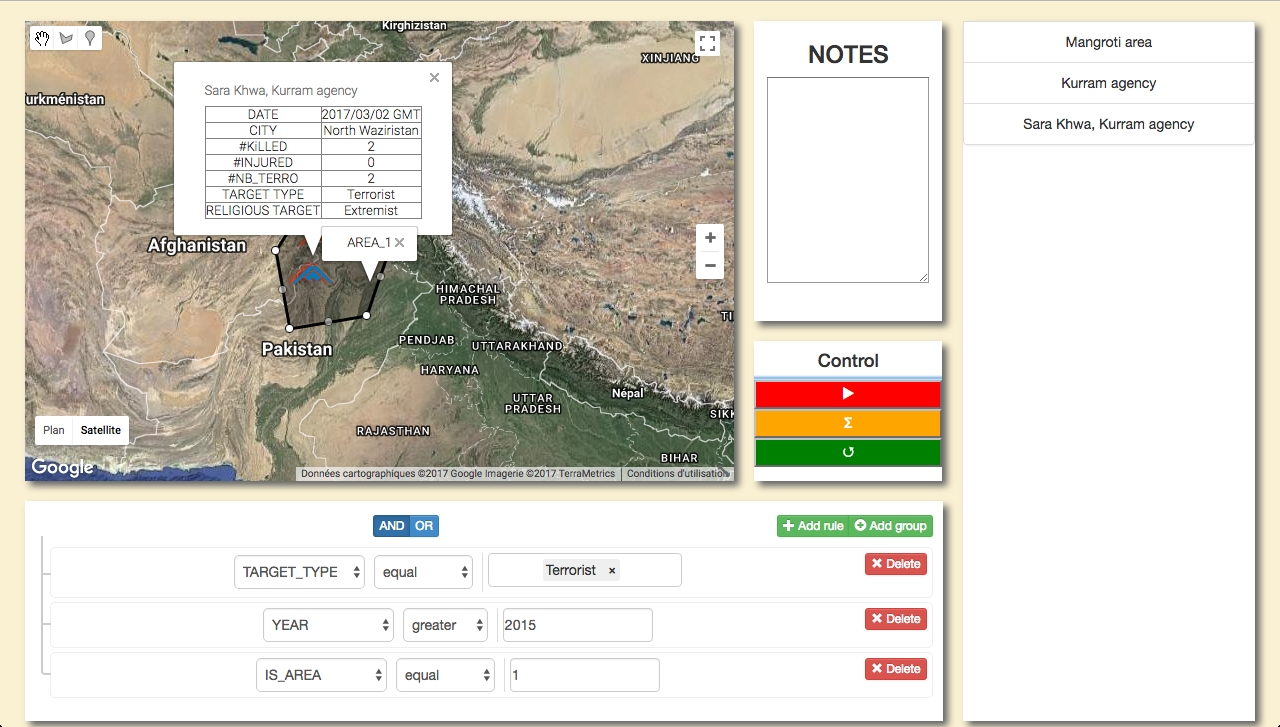 Kirghizistan
XINJIANG
urkménistan
Sara Khwa, Kurram agency
DATE 2017/03/02 GMT
CITY North Waziristan
#KiLLED 2
#INJURED 0
#NB_TERRO 2
TARGET TYPE Terrorist
RELIGIOUS TARGET Extremist
Afghanistan
AREA_1
HIMACHAL
PRADESH
TI
Pakistan
PENDJAB
UTTARAKHAND
HARYANA
Népal
UTTAR
PRADESH
SIKK
RAJASTHAN
BIHAR
Plan Satellite
Google
Données cartographiques ©2017 Google Imagerie ©2017 TerraMetrics Conditions d'utilisation
NOTES
Control
Σ
Mangroti area
Kurram agency
Sara Khwa, Kurram agency
AND OR
Add rule Add group
TARGET_TYPE equal Terrorist × Delete
YEAR greater 2015 Delete
IS_AREA equal 1 Delete